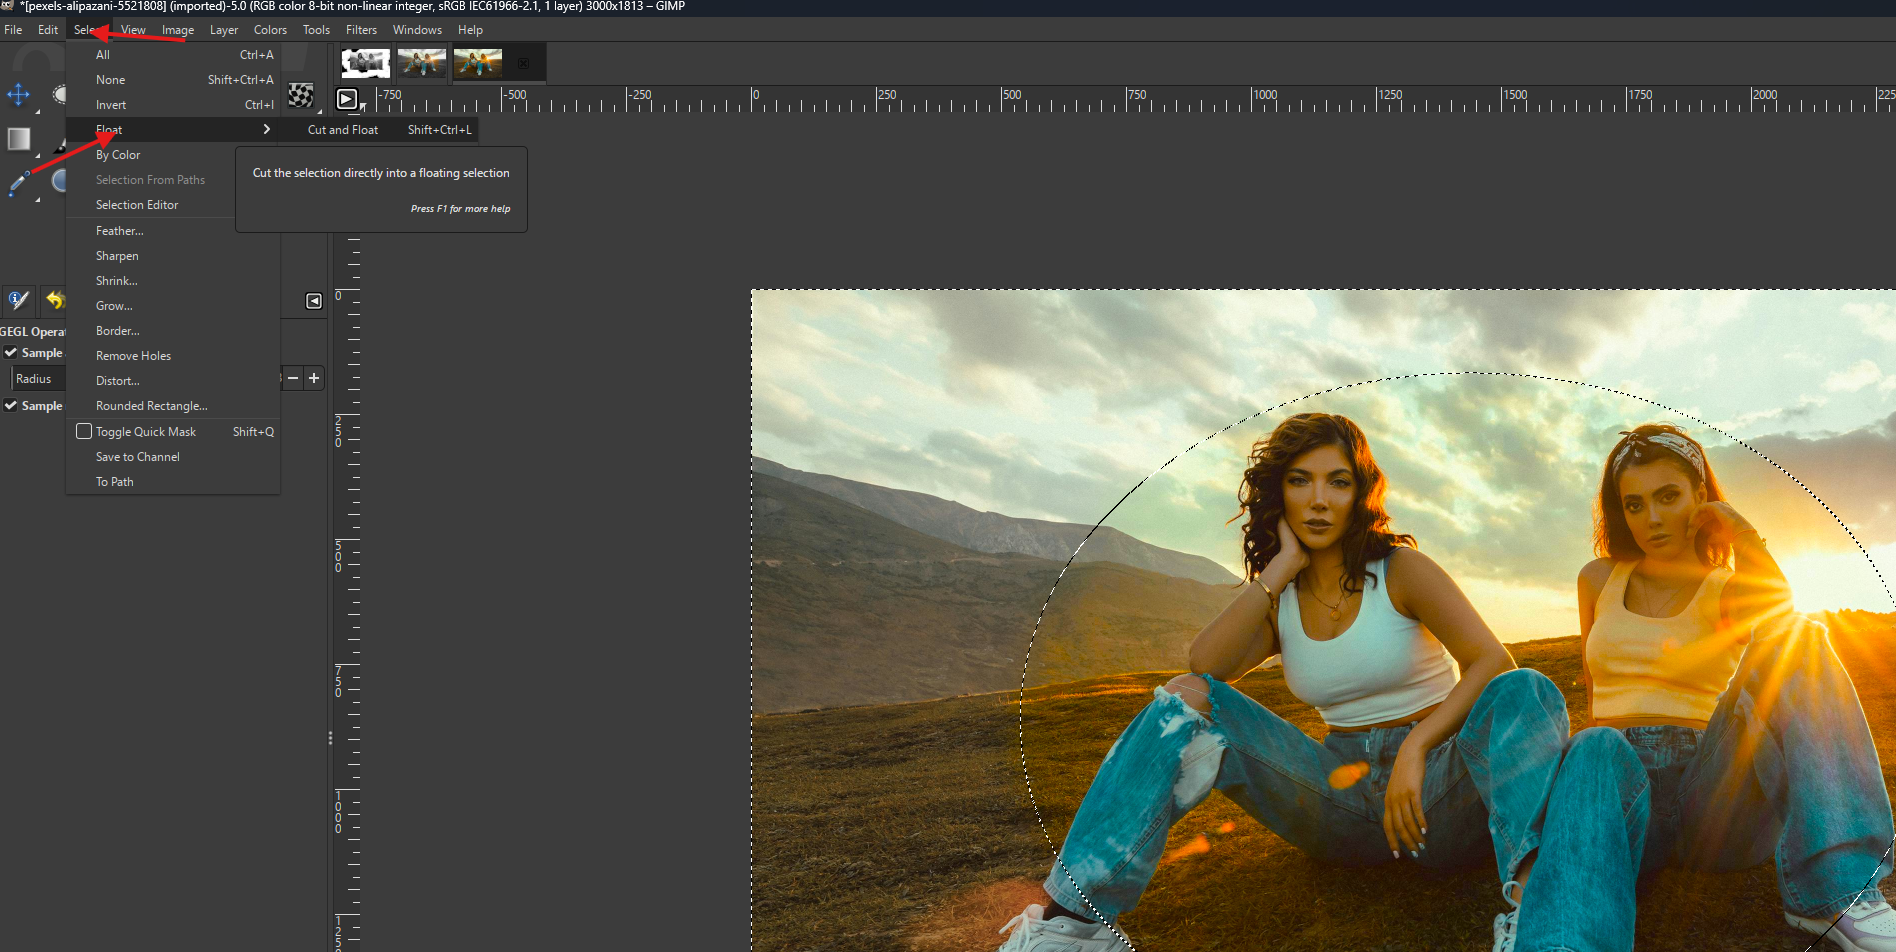 *[pexels-alipazani-5521808] (imported)-5.0 (RGB color 8-bit non-linear integer, sRGB IEC61966-2.1, 1 layer) 3000x1813 – GIMP
File Edit View Image Layer Colors Tools Filters Windows Help
All Ctrl+A
None Shift+Ctrl+A
Invert Ctrl+I
Float
Cut and Float Shift+Ctrl+L
By Color
Selection From Paths
Selection Editor
Feather...
Sharpen
Shrink...
Grow...
Border...
Remove Holes
Distort...
Rounded Rectangle...
Toggle Quick Mask Shift+Q
Save to Channel
To Path
Cut the selection directly into a floating selection
Press F1 for more help
GEGL Opera
Sample
Radius
Sample
-750 -500 -250 0 250 500 750 1000 1250 1500 1750 2000 225
0
250
500
750
1000
125